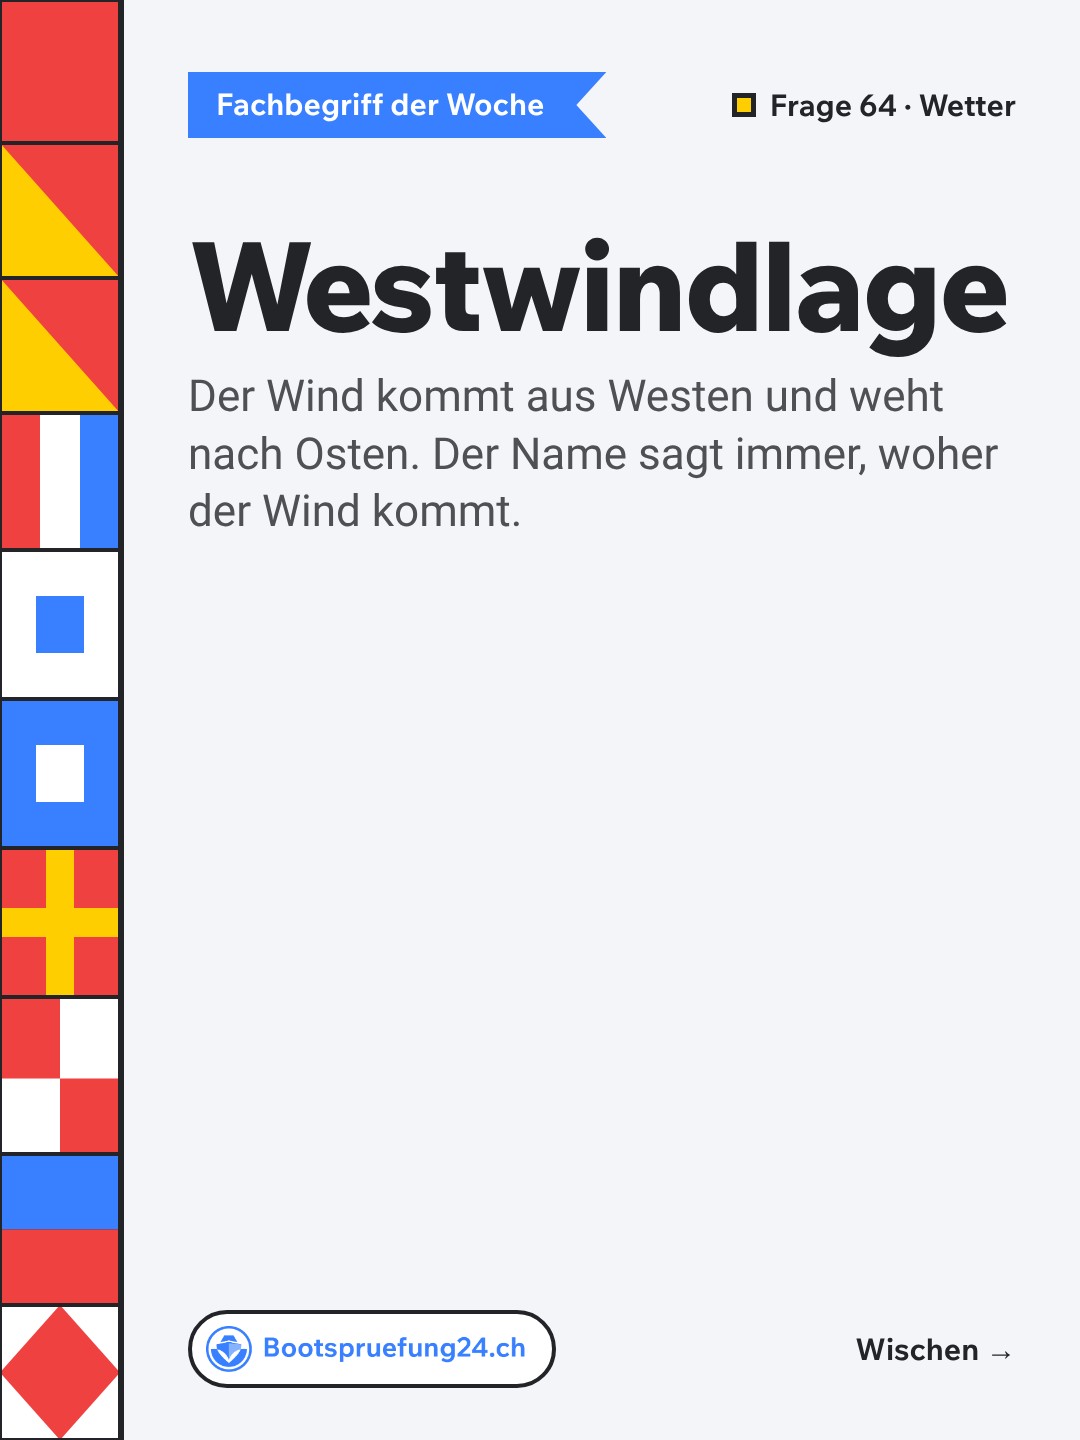 Fachbegriff der Woche
Frage 64 · Wetter
Westwindlage
Der Wind kommt aus Westen und weht
nach Osten. Der Name sagt immer, woher
der Wind kommt.
Bootspruefung24.ch
Wischen →